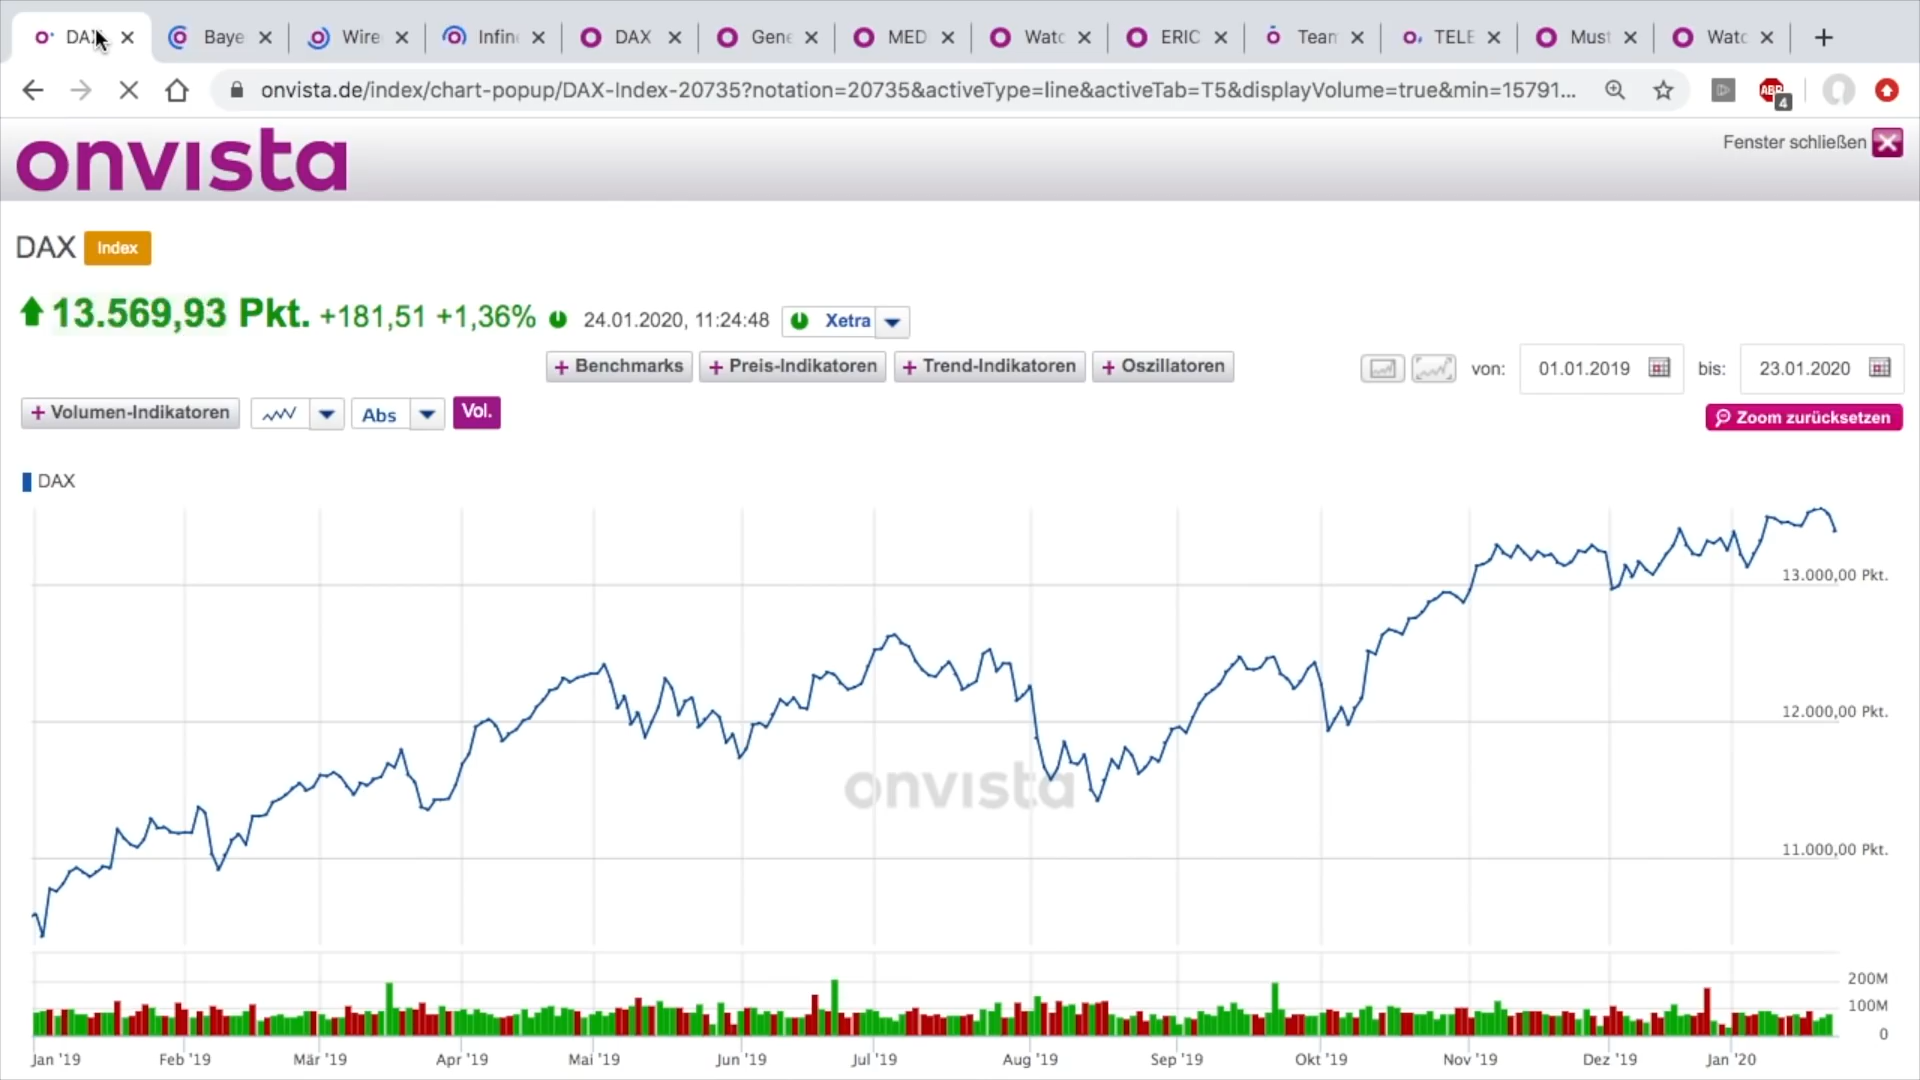 DAX Baye Wire Infin DAX Gene MED Watc ERIC Team TELE Must Watc
onvista.de/index/chart-popup/DAX-Index-20735?notation=20735&activeType=line&activeTab=T5&displayVolume=true&min=15791...
ABP
4
onvısta
Fenster schließen
DAX Index
13.569,93 Pkt. +181,51 +1,36% 24.01.2020, 11:24:48 Xetra
+ Benchmarks + Preis-Indikatoren + Trend-Indikatoren + Oszillatoren von: 01.01.2019 bis: 23.01.2020
+ Volumen-Indikatoren Abs Vol. Zoom zurücksetzen
DAX
13.000,00 Pkt.
12.000,00 Pkt.
onvısta
11.000,00 Pkt.
200M
100M
0
Jan '19 Feb '19 Mär '19 Apr '19 Mai '19 Jun '19 Jul '19 Aug '19 Sep '19 Okt '19 Nov '19 Dez '19 Jan '20